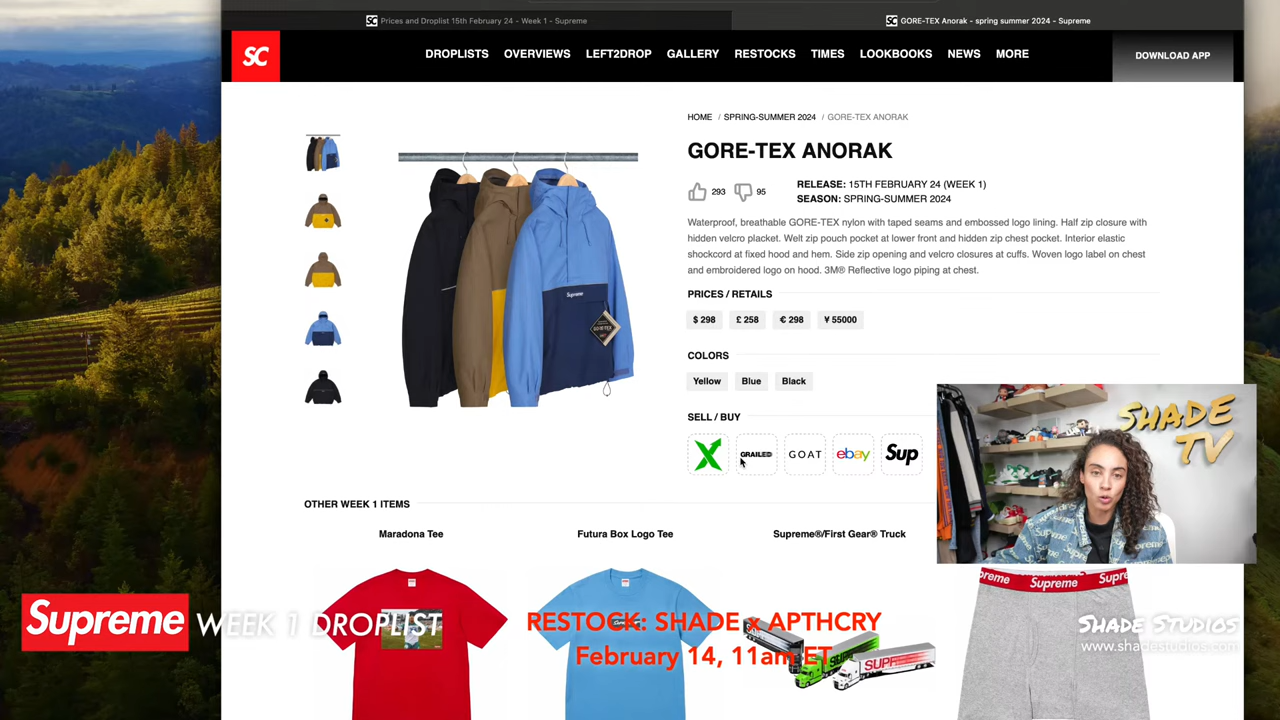 SC Prices and Droplist 15th February 24 - Week 1 - Supreme
SC GORE-TEX Anorak - spring summer 2024 - Supreme
SC
DROPLISTS OVERVIEWS LEFT2DROP GALLERY RESTOCKS TIMES LOOKBOOKS NEWS MORE
DOWNLOAD APP
HOME / SPRING-SUMMER 2024 / GORE-TEX ANORAK
GORE-TEX ANORAK
293 95
RELEASE: 15TH FEBRUARY 24 (WEEK 1)
SEASON: SPRING-SUMMER 2024
Waterproof, breathable GORE-TEX nylon with taped seams and embossed logo lining. Half zip closure with
hidden velcro placket. Welt zip pouch pocket at lower front and hidden zip chest pocket. Interior elastic
shockcord at fixed hood and hem. Side zip opening and velcro closures at cuffs. Woven logo label on chest
and embroidered logo on hood. 3M® Reflective logo piping at chest.
PRICES / RETAILS
$ 298 £ 258 € 298 ¥ 55000
COLORS
Yellow Blue Black
SELL / BUY
X GRAILED GOAT ebay Sup
Supreme
GORE-TEX
SHADE
TV
OTHER WEEK 1 ITEMS
Maradona Tee
Futura Box Logo Tee
Supreme®/First Gear® Truck
Supreme
WEEK 1 DROPLIST
RESTOCK: SHADE x APTHCRY
February 14, 11am ET
SHADE STUDIOS
www.shadestudios.com
preme Supreme Supr